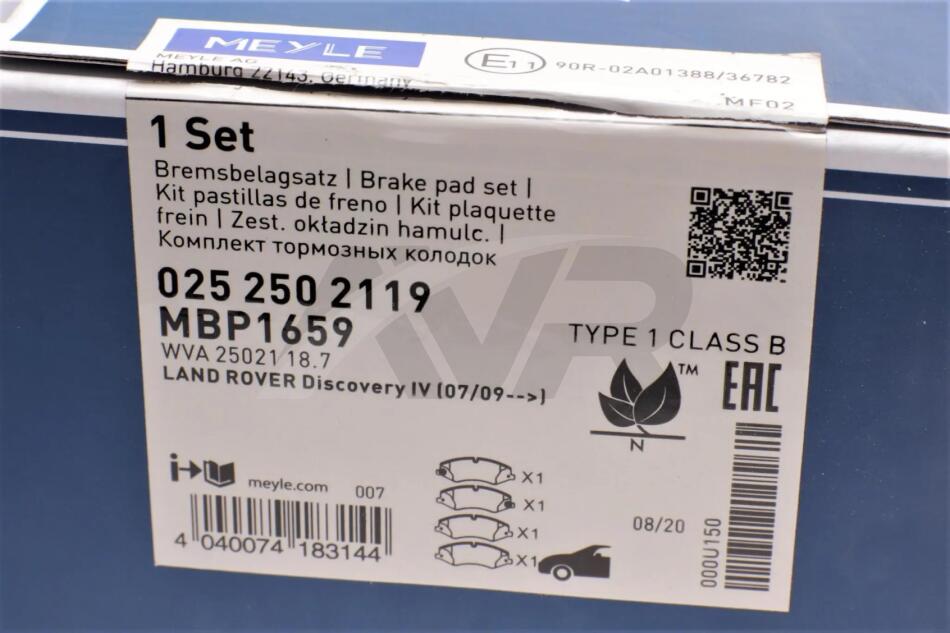 MEYLE
MEYLE AG
Hamburg 22143, Germany
E11 90R-02A01388/36782
MF02
1 Set
Bremsbelagsatz | Brake pad set |
Kit pastillas de freno | Kit plaquette
frein | Zest. okładzin hamulc. |
Комплект тормозных колодок
025 250 2119
MBP1659
WVA 25021 18.7
LAND ROVER Discovery IV (07/09-->)
TYPE 1 CLASS B
TM
EAC
N
i
meyle.com
007
X1
X1
X1
X1
4 040074 183144
08/20
000U150
VR